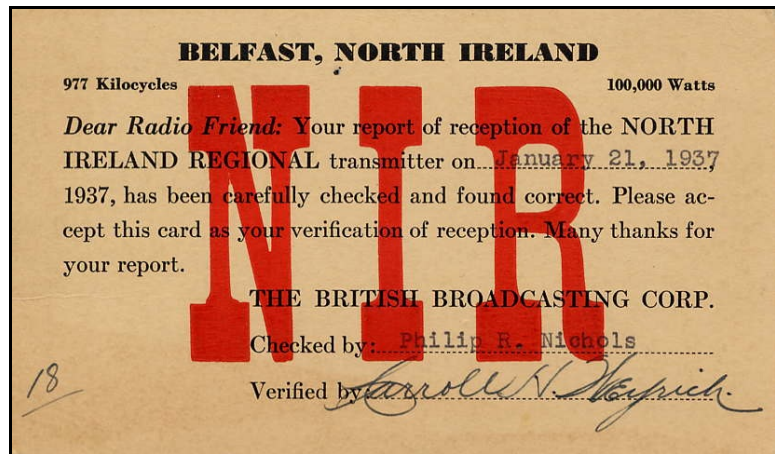 BELFAST, NORTH IRELAND
977 Kilocycles 100,000 Watts
NIR
Dear Radio Friend: Your report of reception of the NORTH
IRELAND REGIONAL transmitter on January 21, 1937,
1937, has been carefully checked and found correct. Please ac-
cept this card as your verification of reception. Many thanks for
your report.
THE BRITISH BROADCASTING CORP.
Checked by: Philip R. Nichols
Verified by Carroll H. Weyrich.
18